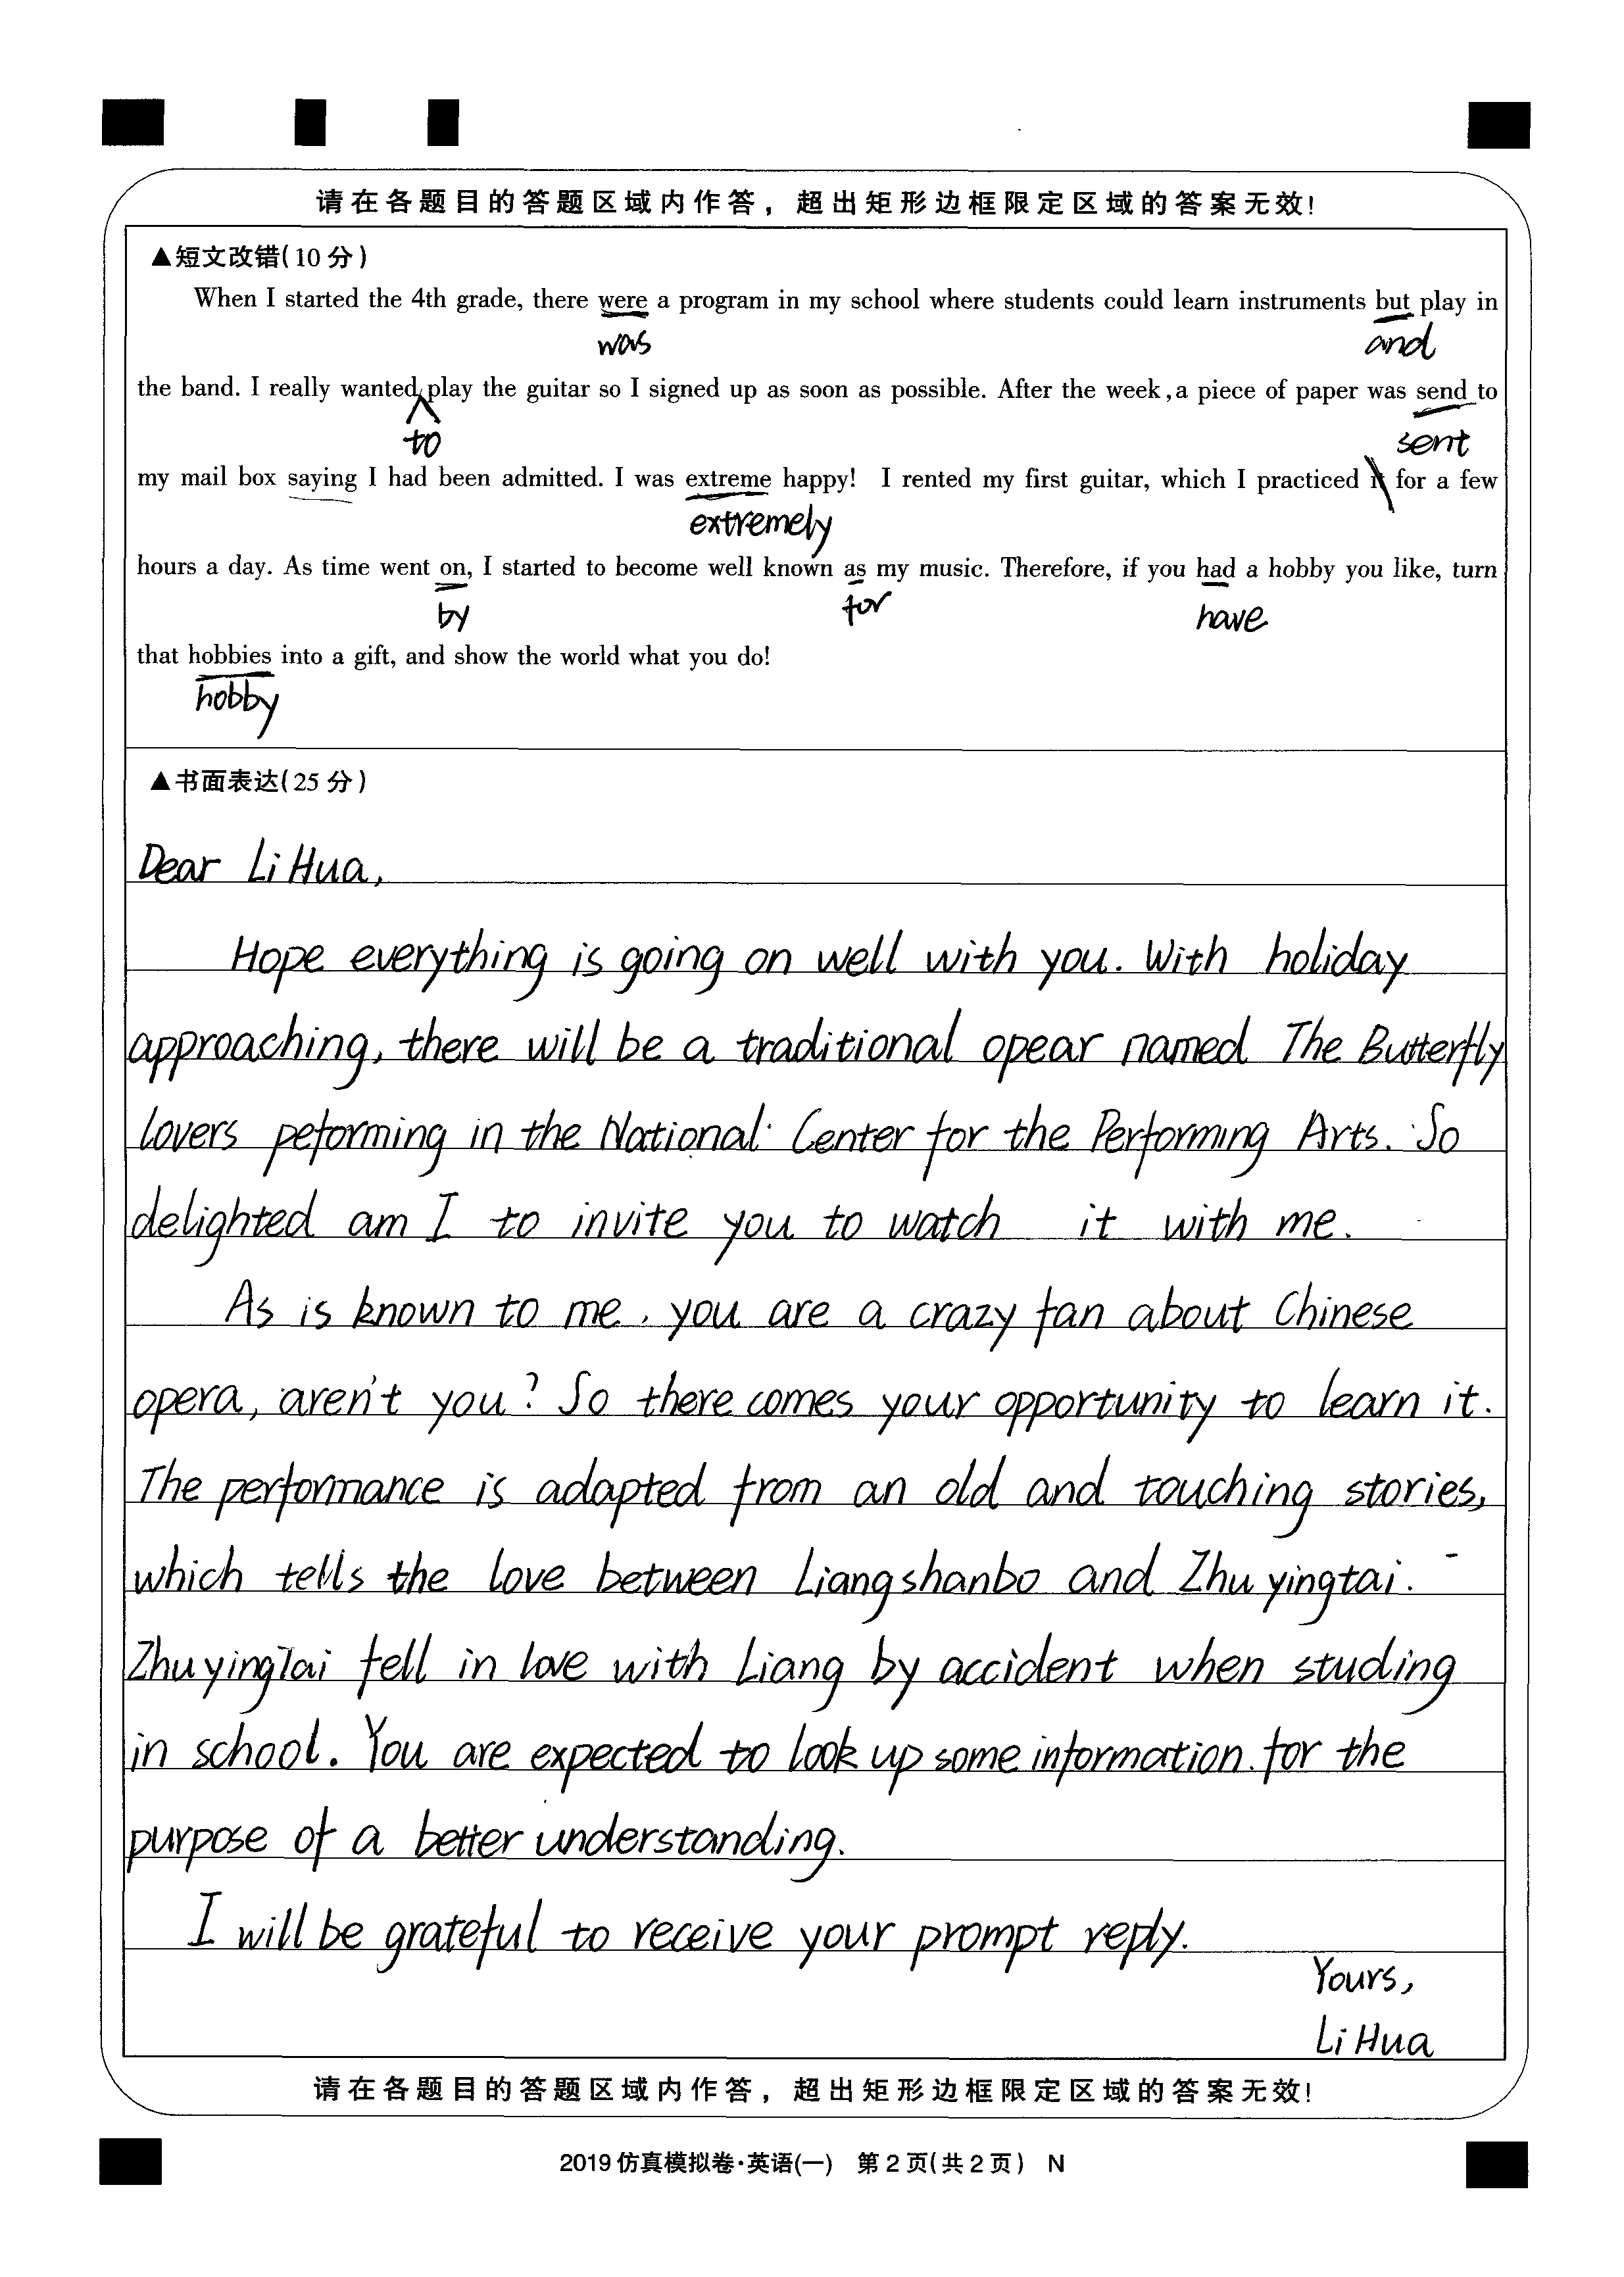 请在各题目的答题区域内作答，超出矩形边框限定区域的答案无效!
▲短文改错(10分)
When I started the 4th grade, there were a program in my school where students could learn instruments but play in
was and
the band. I really wanted play the guitar so I signed up as soon as possible. After the week, a piece of paper was send to
to sent
my mail box saying I had been admitted. I was extreme happy! I rented my first guitar, which I practiced it for a few
extremely
hours a day. As time went on, I started to become well known as my music. Therefore, if you had a hobby you like, turn
by for have
that hobbies into a gift, and show the world what you do!
hobby
▲书面表达(25分)
Dear Li Hua,
Hope everything is going on well with you. With holiday
approaching, there will be a traditional opear named The Butterfly
lovers peforming in the National Center for the Performing Arts. So
delighted am I to invite you to watch it with me.
As is known to me, you are a crazy fan about Chinese
opera, aren't you? So there comes your opportunity to learn it.
The performance is adapted from an old and touching stories,
which tells the love between Liangshanbo and Zhuyingtai.
ZhuyingTai fell in love with Liang by accident when studing
in school. You are expected to look up some information for the
purpose of a better understanding.
I will be grateful to receive your prompt reply.
Yours,
Li Hua
请在各题目的答题区域内作答，超出矩形边框限定区域的答案无效!
2019仿真模拟卷·英语(一) 第2页(共2页) N